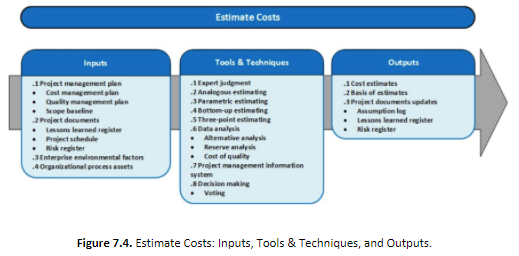 Estimate Costs
Inputs
.1 Project management plan
• Cost management plan
• Quality management plan
• Scope baseline
.2 Project documents
• Lessons learned register
• Project schedule
• Risk register
.3 Enterprise environmental factors
.4 Organizational process assets
Tools & Techniques
.1 Expert judgment
.2 Analogous estimating
.3 Parametric estimating
.4 Bottom-up estimating
.5 Three-point estimating
.6 Data analysis
• Alternative analysis
• Reserve analysis
• Cost of quality
.7 Project management information
system
.8 Decision making
• Voting
Outputs
.1 Cost estimates
.2 Basis of estimates
.3 Project documents updates
• Assumption log
• Lessons learned register
• Risk register
Figure 7.4. Estimate Costs: Inputs, Tools & Techniques, and Outputs.